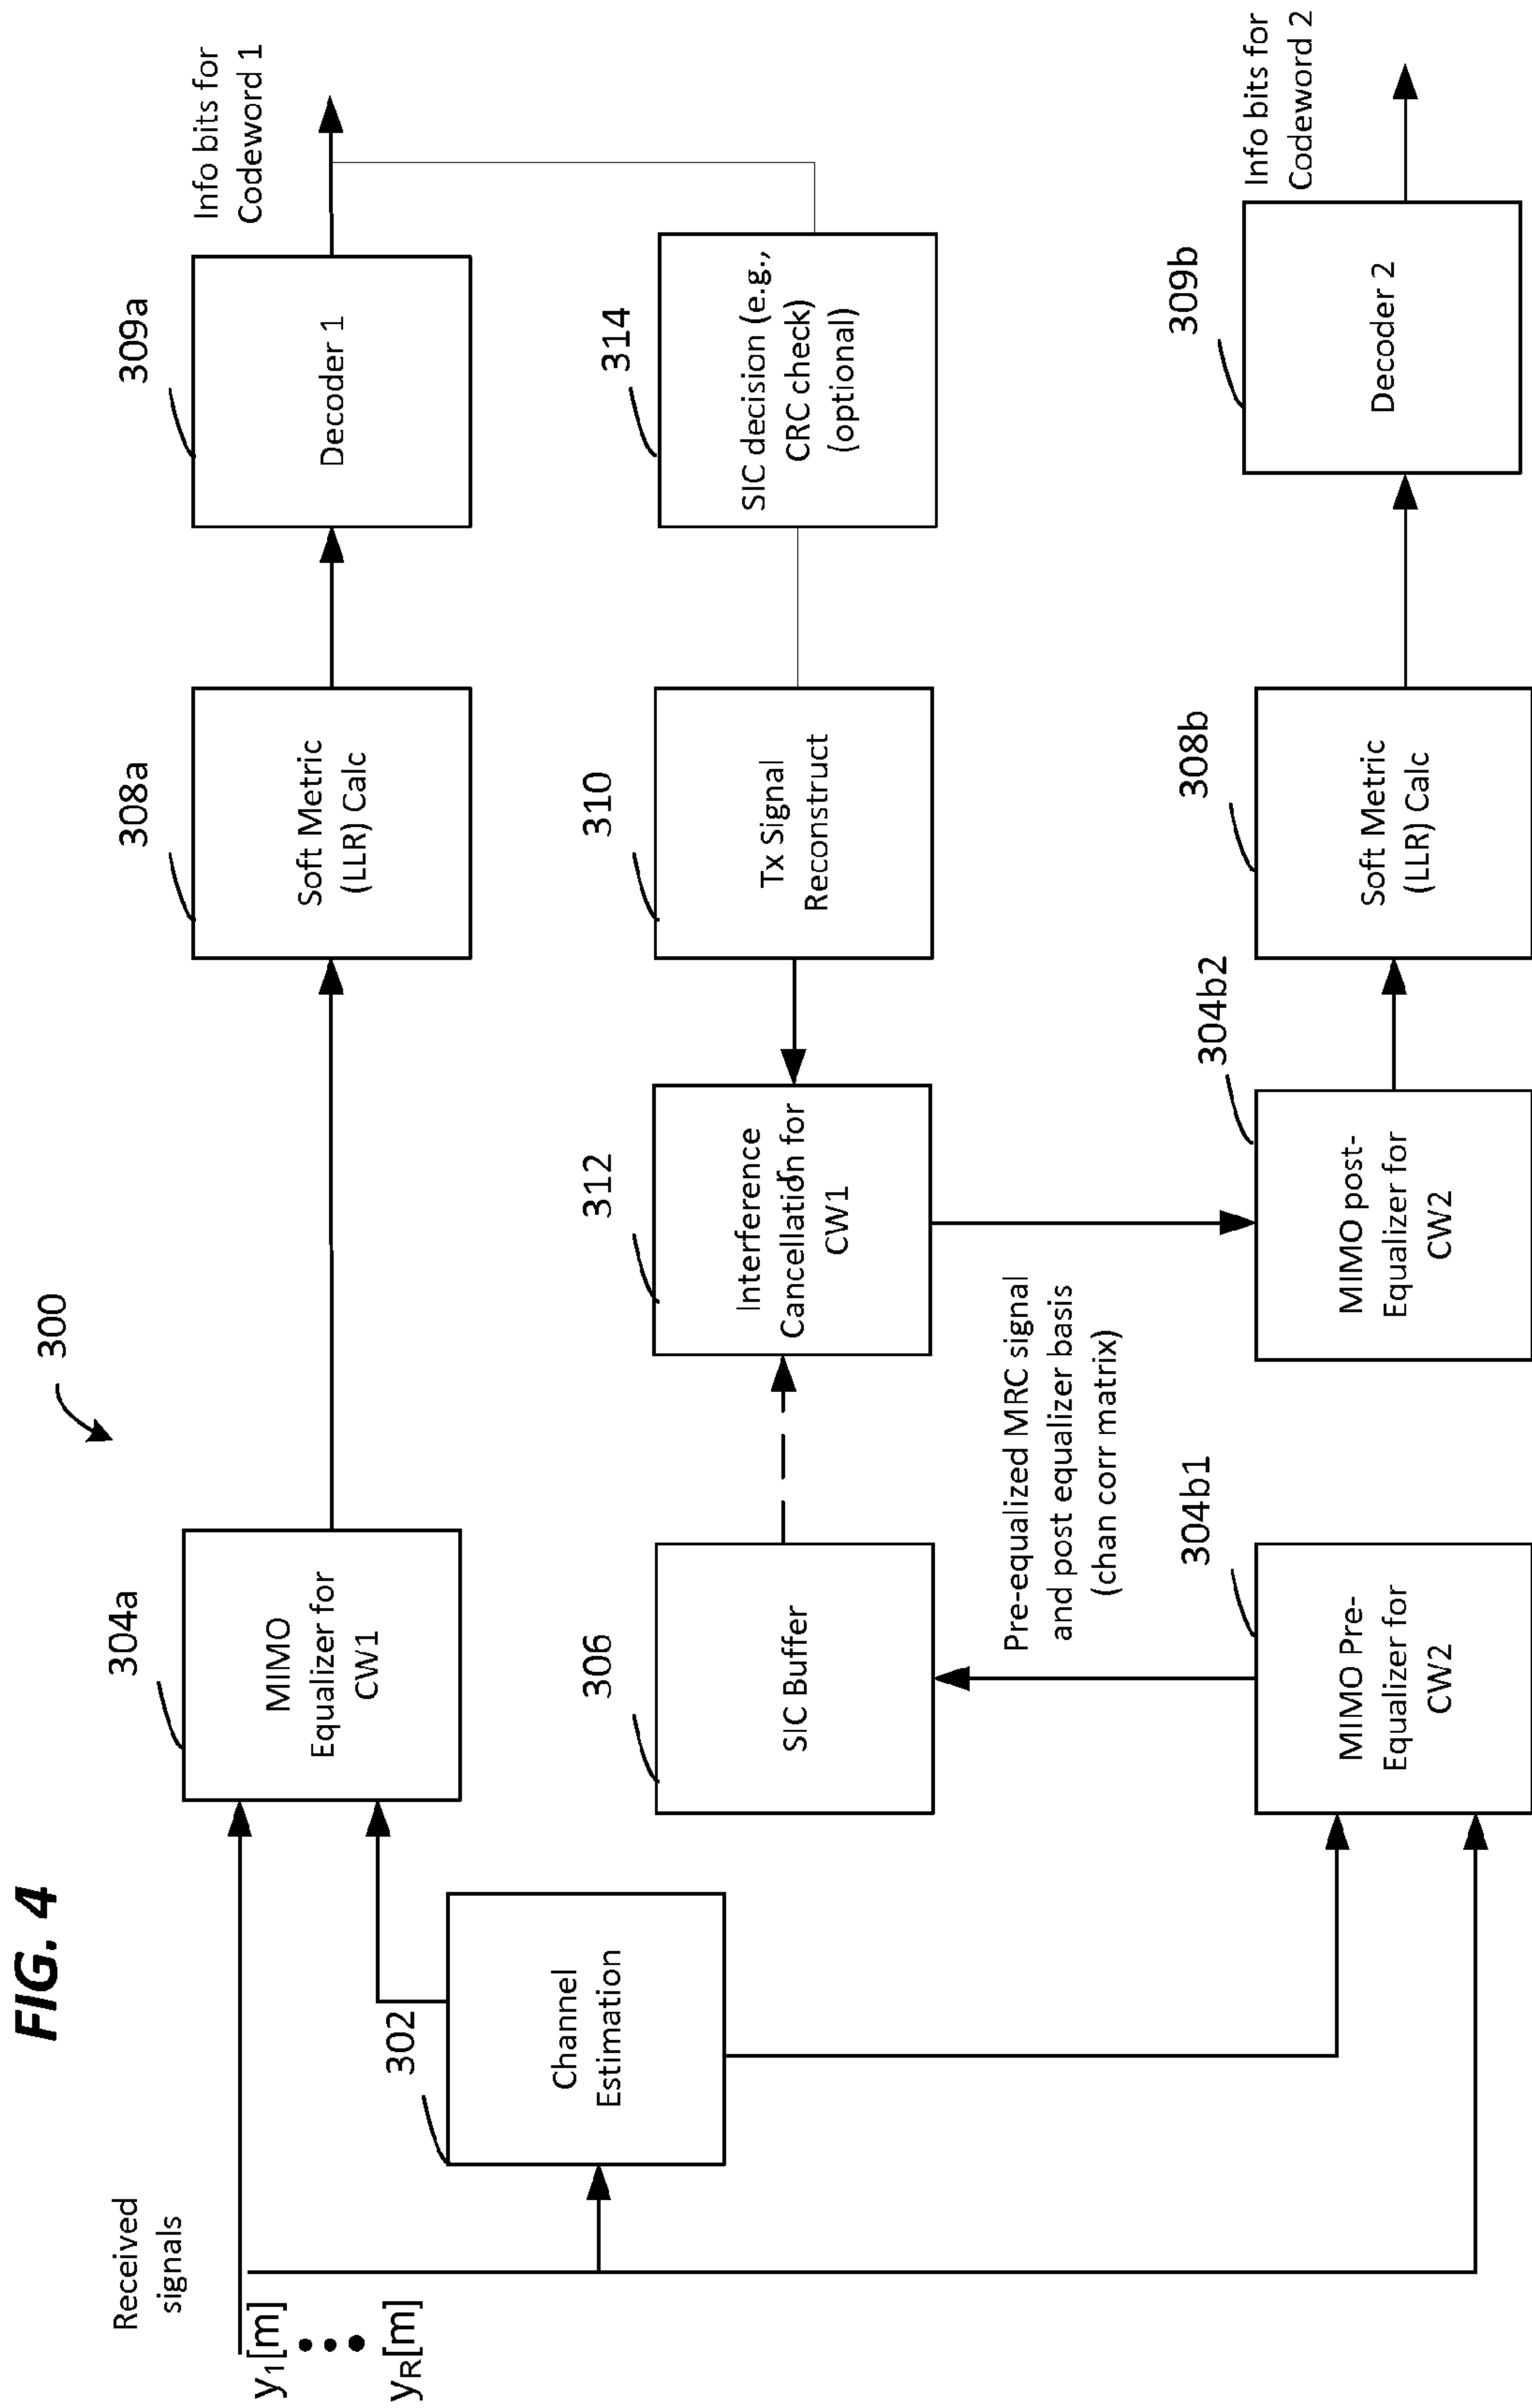 FIG. 4
300
Received
signals
y1[m]
yR[m]
302
Channel
Estimation
304a
MIMO
Equalizer for
CW1
308a
Soft Metric
(LLR) Calc
309a
Decoder 1
Info bits for
Codeword 1
306
SIC Buffer
312
Interference
Cancellation for
CW1
310
Tx Signal
Reconstruct
314
SIC decision (e.g.,
CRC check)
(optional)
Pre-equalized MRC signal
and post equalizer basis
(chan corr matrix)
304b1
MIMO Pre-
Equalizer for
CW2
304b2
MIMO post-
Equalizer for
CW2
308b
Soft Metric
(LLR) Calc
309b
Decoder 2
Info bits for
Codeword 2